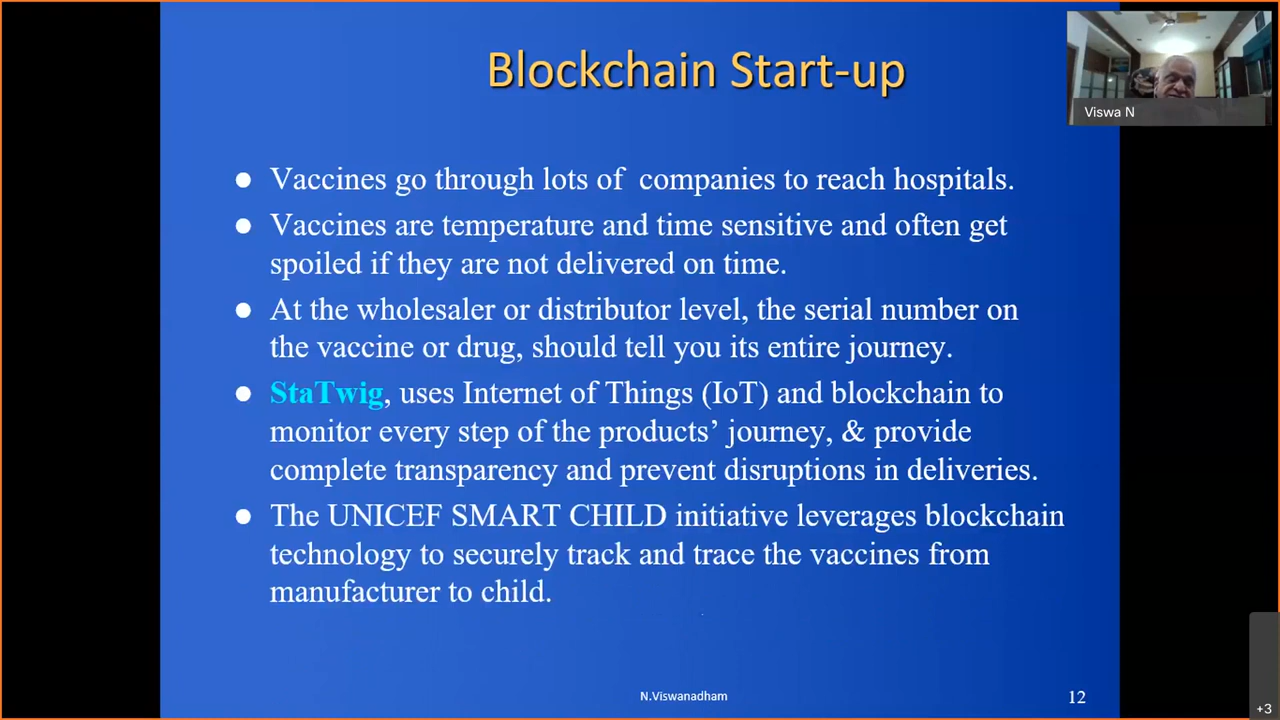 Blockchain Start-up
Viswa N
● Vaccines go through lots of companies to reach hospitals.
● Vaccines are temperature and time sensitive and often get
spoiled if they are not delivered on time.
● At the wholesaler or distributor level, the serial number on
the vaccine or drug, should tell you its entire journey.
● StaTwig, uses Internet of Things (IoT) and blockchain to
monitor every step of the products’ journey, & provide
complete transparency and prevent disruptions in deliveries.
● The UNICEF SMART CHILD initiative leverages blockchain
technology to securely track and trace the vaccines from
manufacturer to child.
N.Viswanadham
12
+3